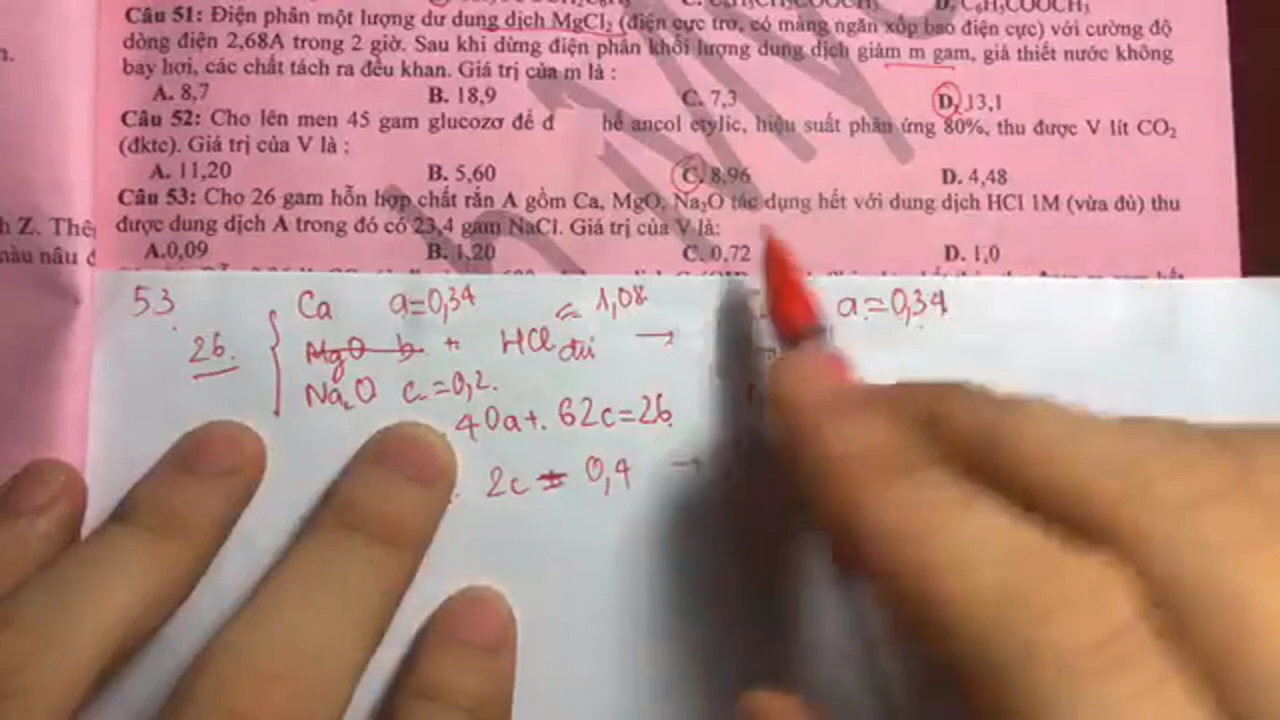 Câu 51: Điện phân một lượng dư dung dịch MgCl₂ (điện cực trơ, có màng ngăn xốp bao điện cực) với cường độ
dòng điện 2,68A trong 2 giờ. Sau khi dừng điện phân khối lượng dung dịch giảm m gam, giả thiết nước không
bay hơi, các chất tách ra đều khan. Giá trị của m là :
A. 8,7 B. 18,9 C. 7,3 D. 13,1
Câu 52: Cho lên men 45 gam glucozơ để đ hế ancol etylic, hiệu suất phản ứng 80%, thu được V lít CO₂
(đktc). Giá trị của V là :
A. 11,20 B. 5,60 C. 8,96 D. 4,48
Câu 53: Cho 26 gam hỗn hợp chất rắn A gồm Ca, MgO, Na₂O tác dụng hết với dung dịch HCl 1M (vừa đủ) thu
h Z. Thê được dung dịch A trong đó có 23,4 gam NaCl. Giá trị của V là:
màu nâu đ A.0,09 B. 1,20 C. 0,72 D. 1,0
53 Ca a=0,34 = 1,08 a=0,34
26. MgO b + HCl đủ →
Na₂O c=0,2.
40a+. 62c=26
2c = 0,4 →